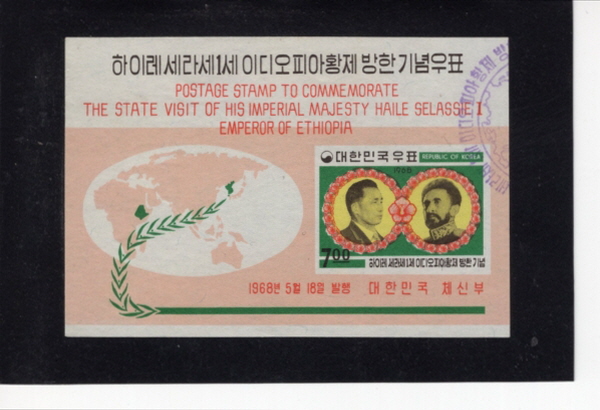 하이레 세라세 1세 이디오피아 황제 방한 기념우표
POSTAGE STAMP TO COMMEMORATE
THE STATE VISIT OF HIS IMPERIAL MAJESTY HAILE SELASSIE I
EMPEROR OF ETHIOPIA
대한민국우표 REPUBLIC OF KOREA
1968
7.00
하이레 세라세 1세 이디오피아 황제 방한 기념
1968년 5월 18일 발행 대한민국 체신부